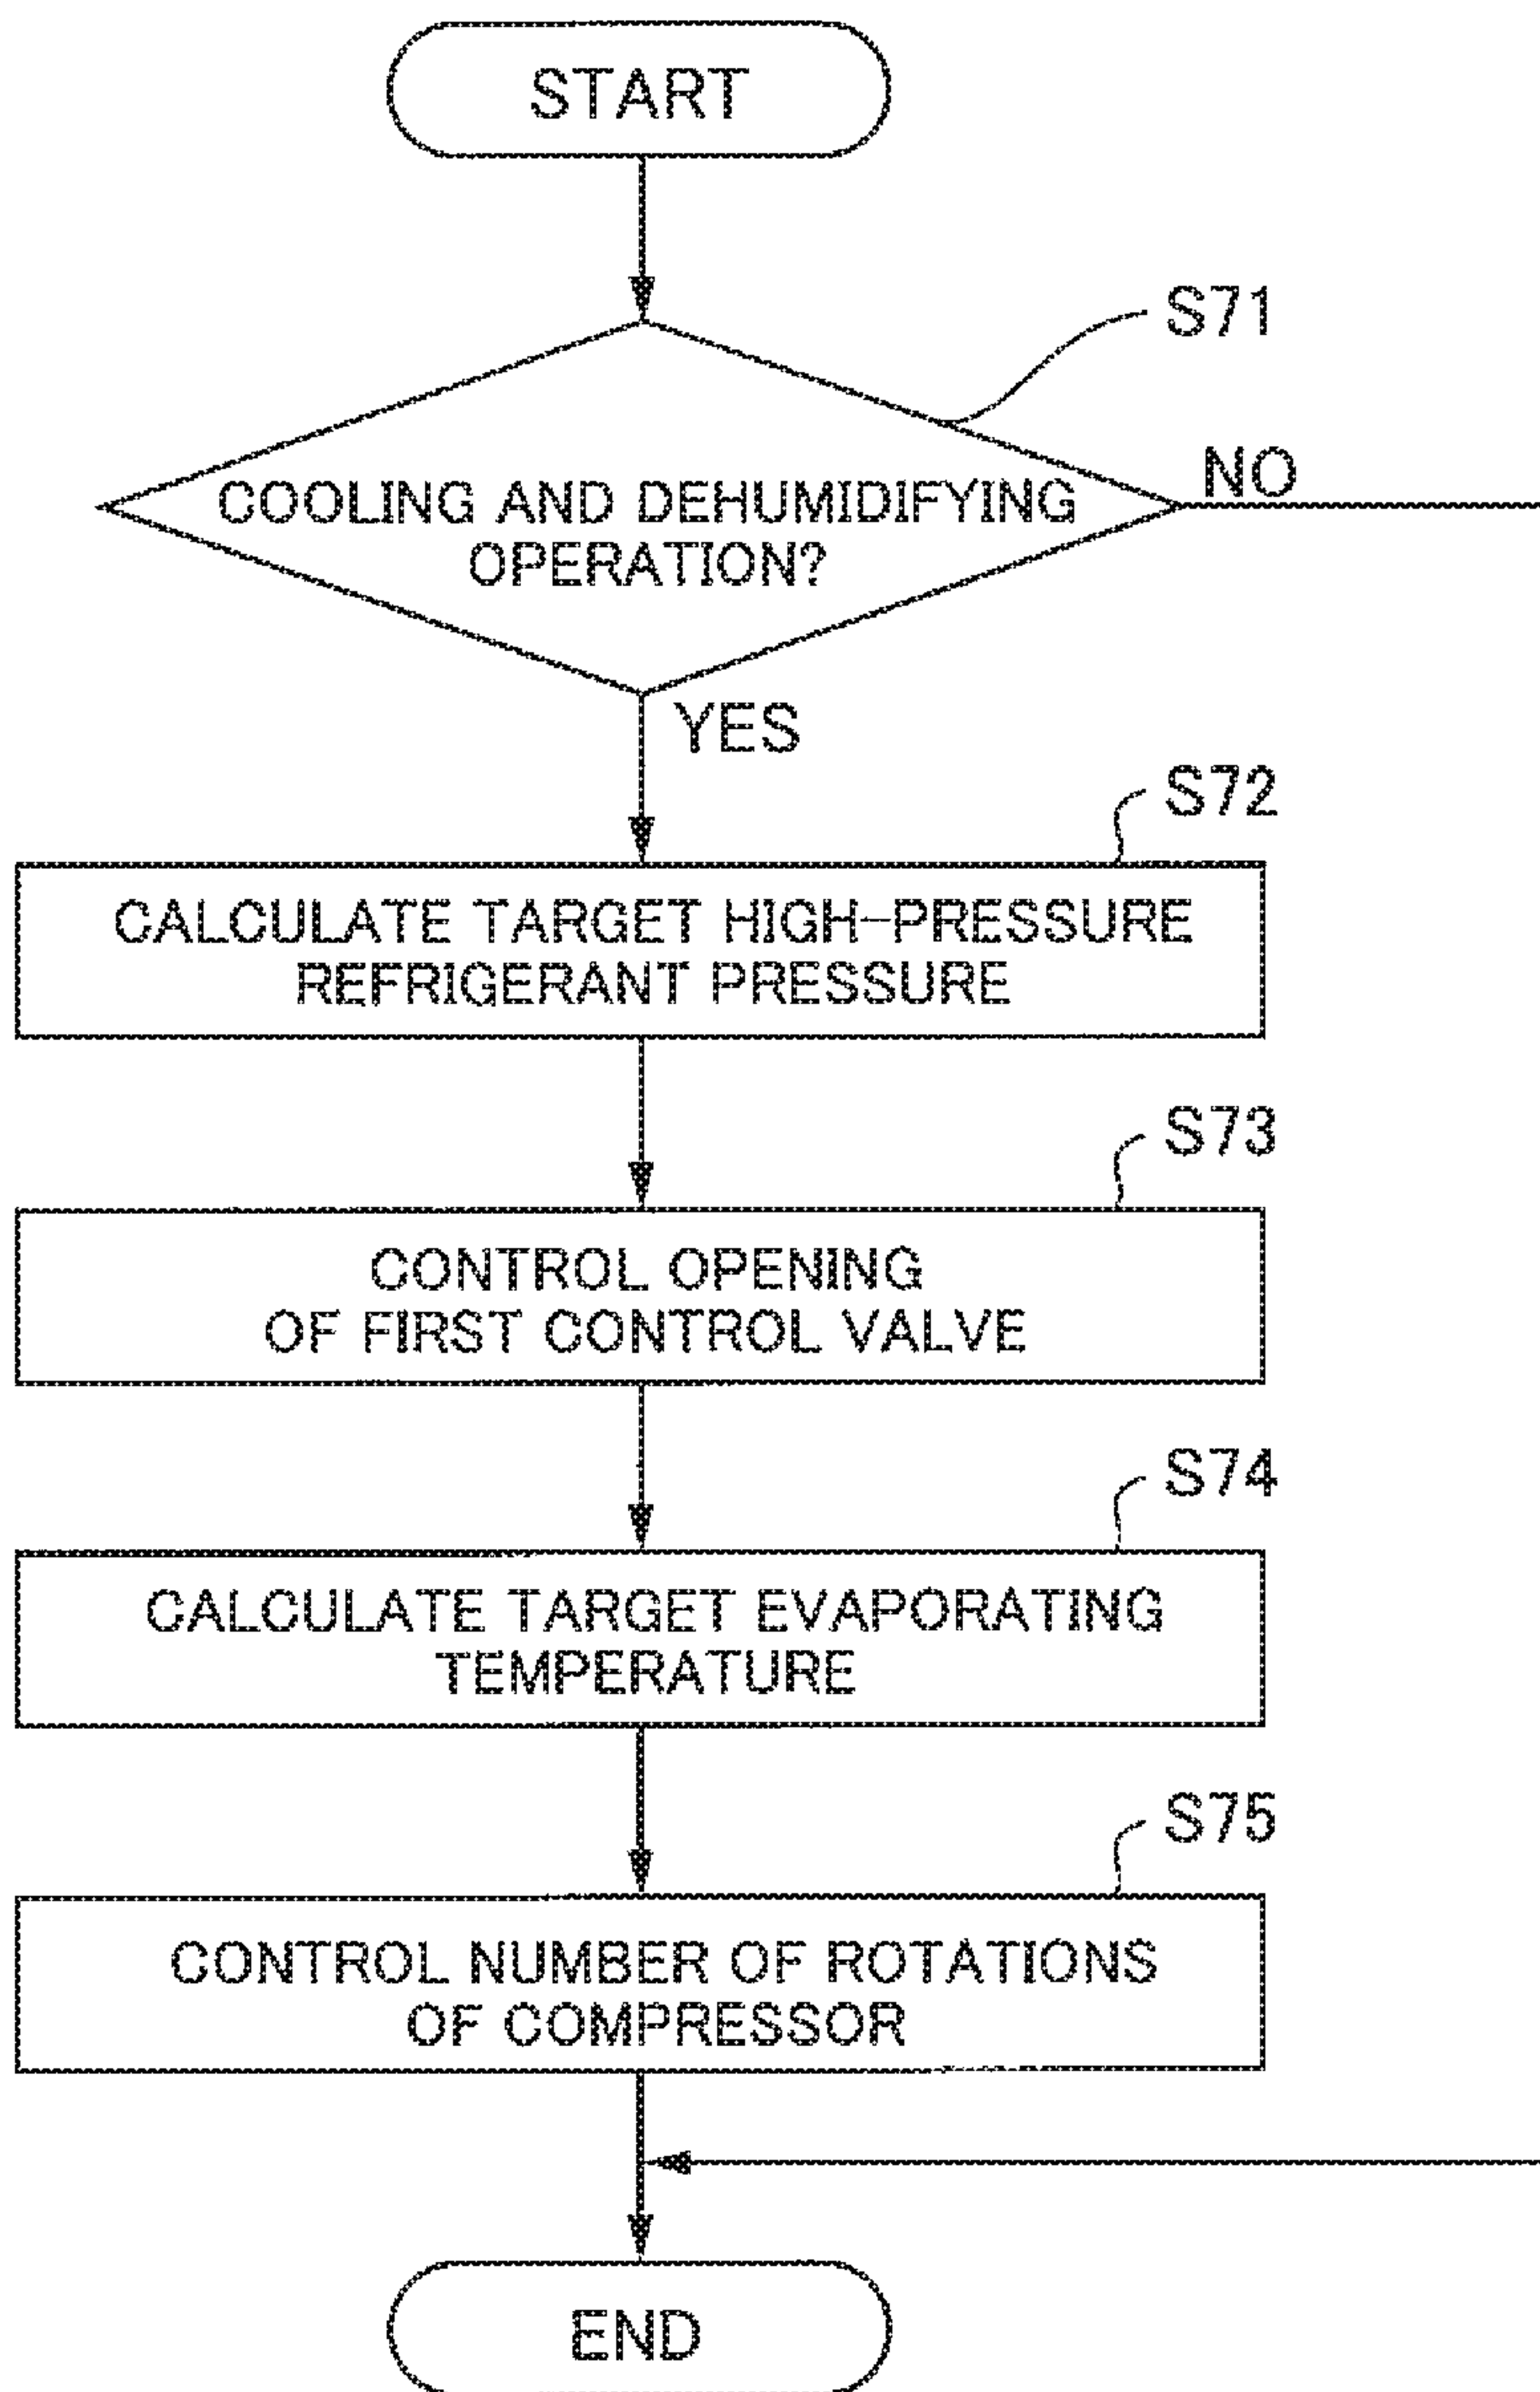 START
S71
NO
COOLING AND DEHUMIDIFYING
OPERATION?
YES
S72
CALCULATE TARGET HIGH-PRESSURE
REFRIGERANT PRESSURE
S73
CONTROL OPENING
OF FIRST CONTROL VALVE
S74
CALCULATE TARGET EVAPORATING
TEMPERATURE
S75
CONTROL NUMBER OF ROTATIONS
OF COMPRESSOR
END